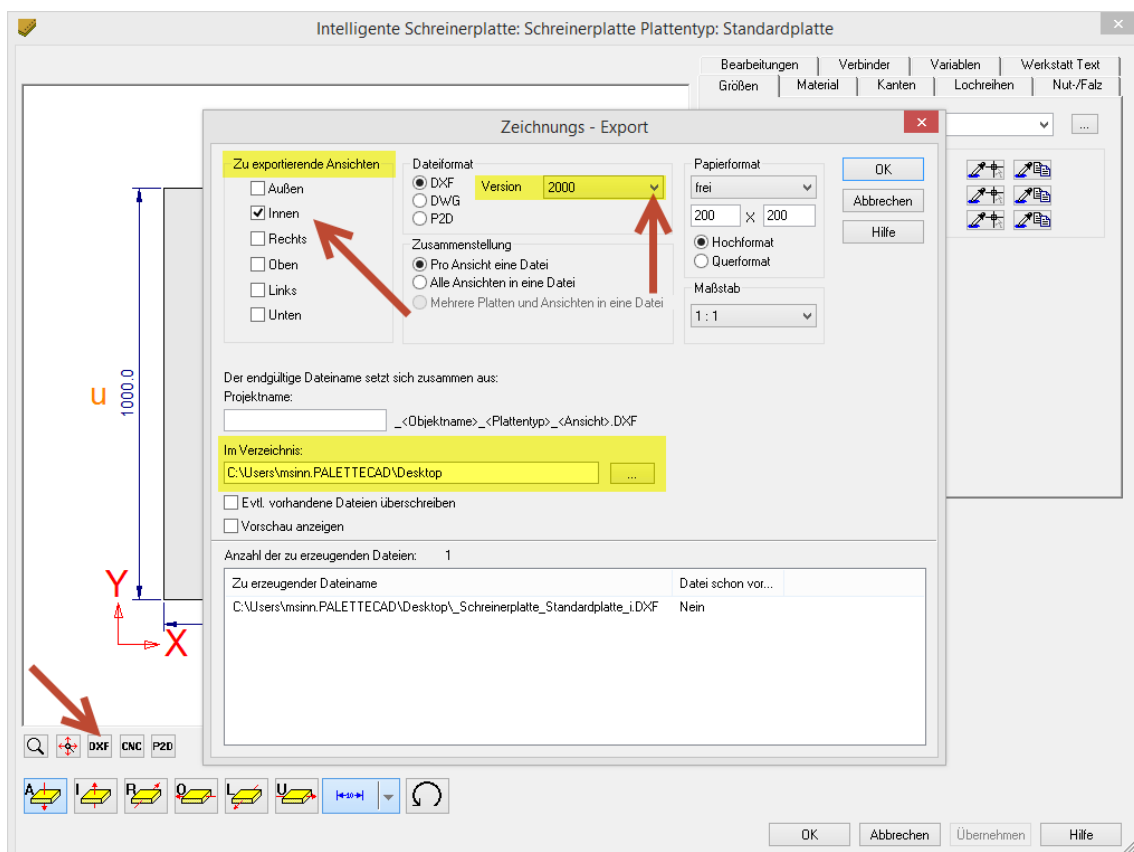 Intelligente Schreinerplatte: Schreinerplatte Plattentyp: Standardplatte
Bearbeitungen Verbinder Variablen Werkstatt Text
Größen Material Kanten Lochreihen Nut-/Falz
...
Zeichnungs - Export
Zu exportierende Ansichten
Außen
Innen
Rechts
Oben
Links
Unten
Dateiformat
DXF Version 2000
DWG
P2D
Zusammenstellung
Pro Ansicht eine Datei
Alle Ansichten in eine Datei
Mehrere Platten und Ansichten in eine Datei
Papierformat
frei
200 X 200
Hochformat
Querformat
Maßstab
1 : 1
OK
Abbrechen
Hilfe
Der endgültige Dateiname setzt sich zusammen aus:
Projektname:
_<Objektname>_<Plattentyp>_<Ansicht>.DXF
Im Verzeichnis:
C:\Users\msinn.PALETTECAD\Desktop ...
Evtl. vorhandene Dateien überschreiben
Vorschau anzeigen
Anzahl der zu erzeugenden Dateien: 1
Zu erzeugender Dateiname Datei schon vor...
C:\Users\msinn.PALETTECAD\Desktop\_Schreinerplatte_Standardplatte_i.DXF Nein
u
1000.0
Y
X
DXF CNC P2D
A I R O L U 10
OK Abbrechen Übernehmen Hilfe